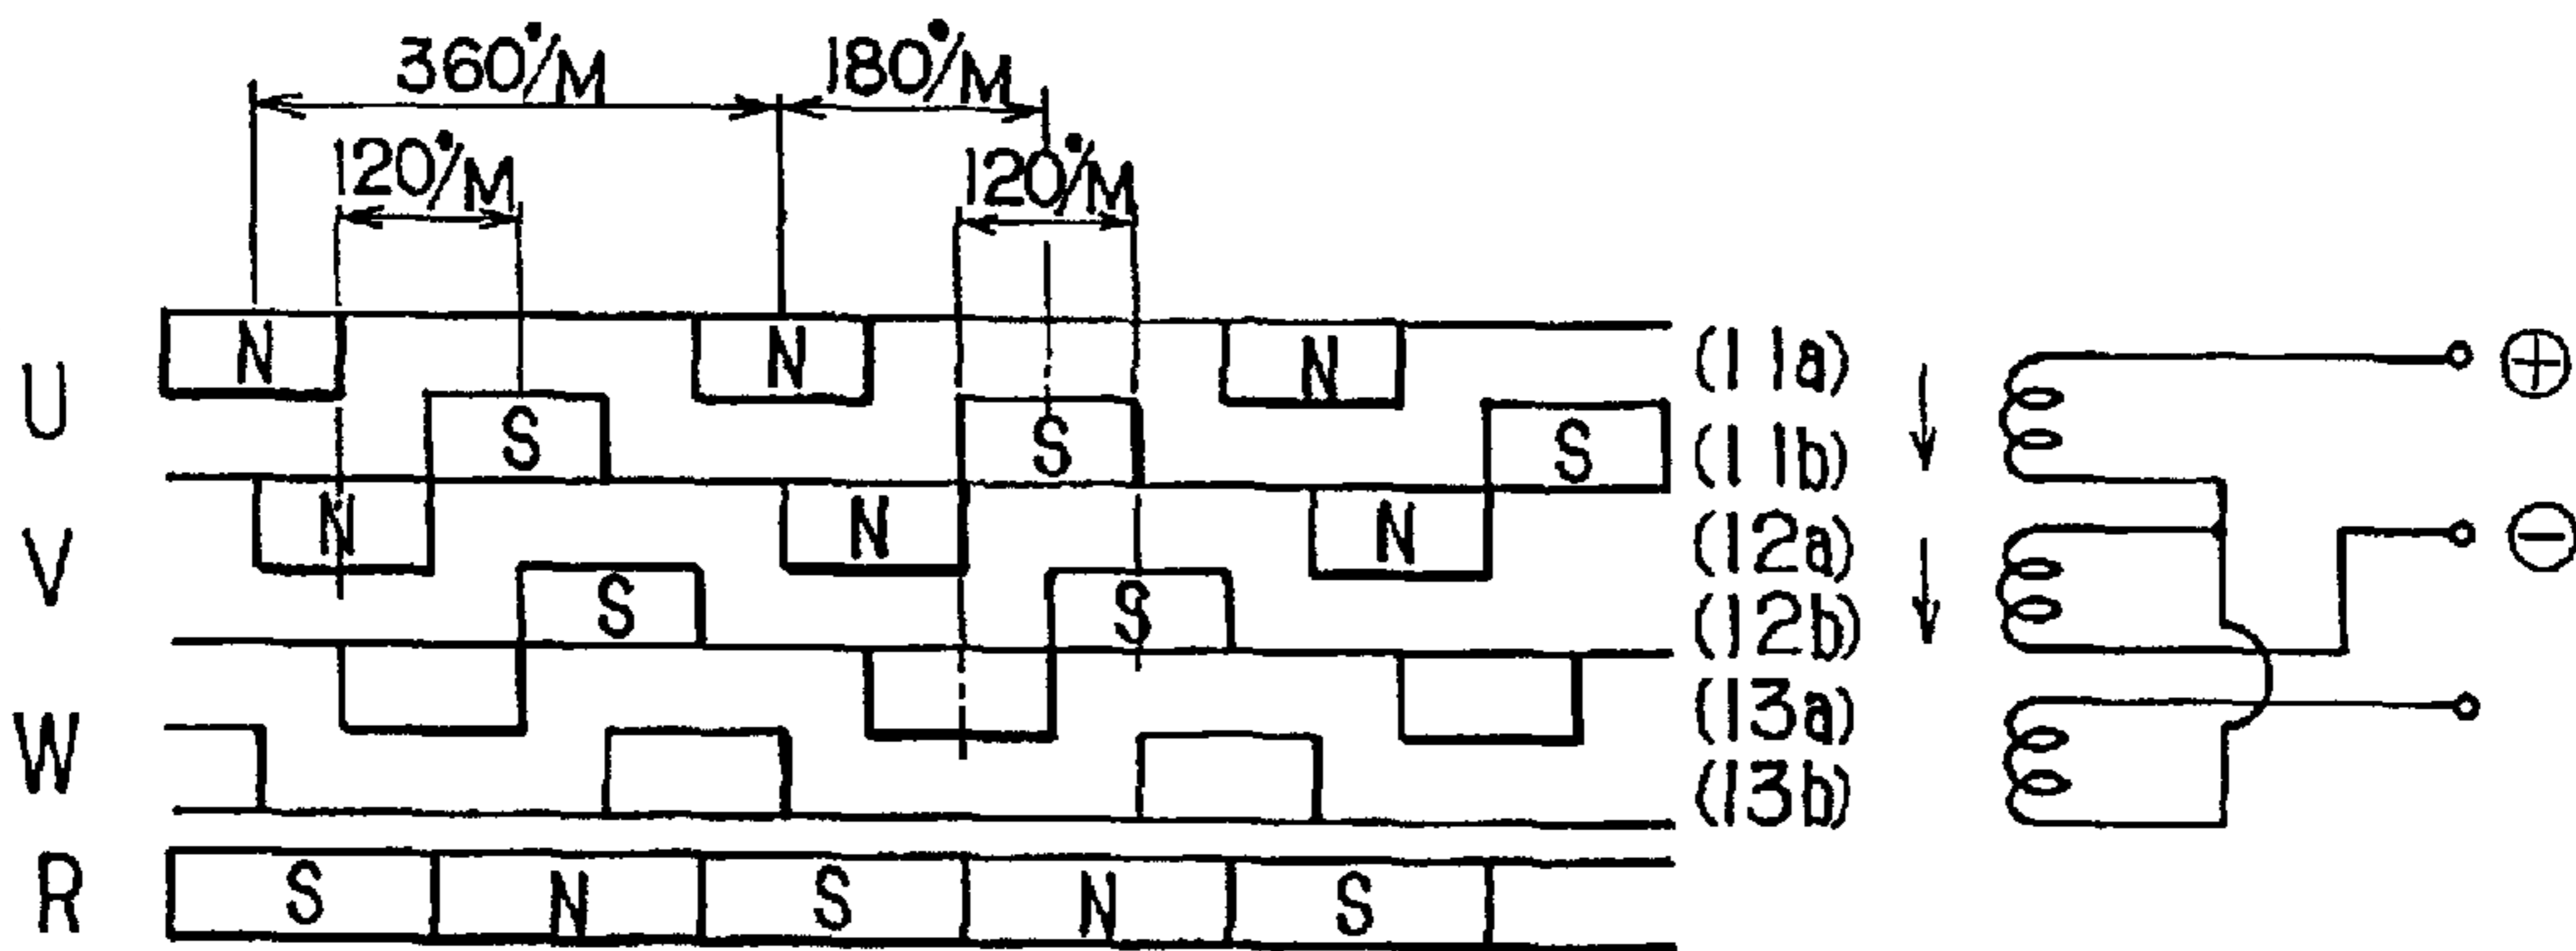 360°/M 180°/M
120°/M 120°/M
U N N N (11a) ⊕
S S S (11b)
V N N N (12a) ⊖
S S (12b)
W (13a)
(13b)
R S N S N S